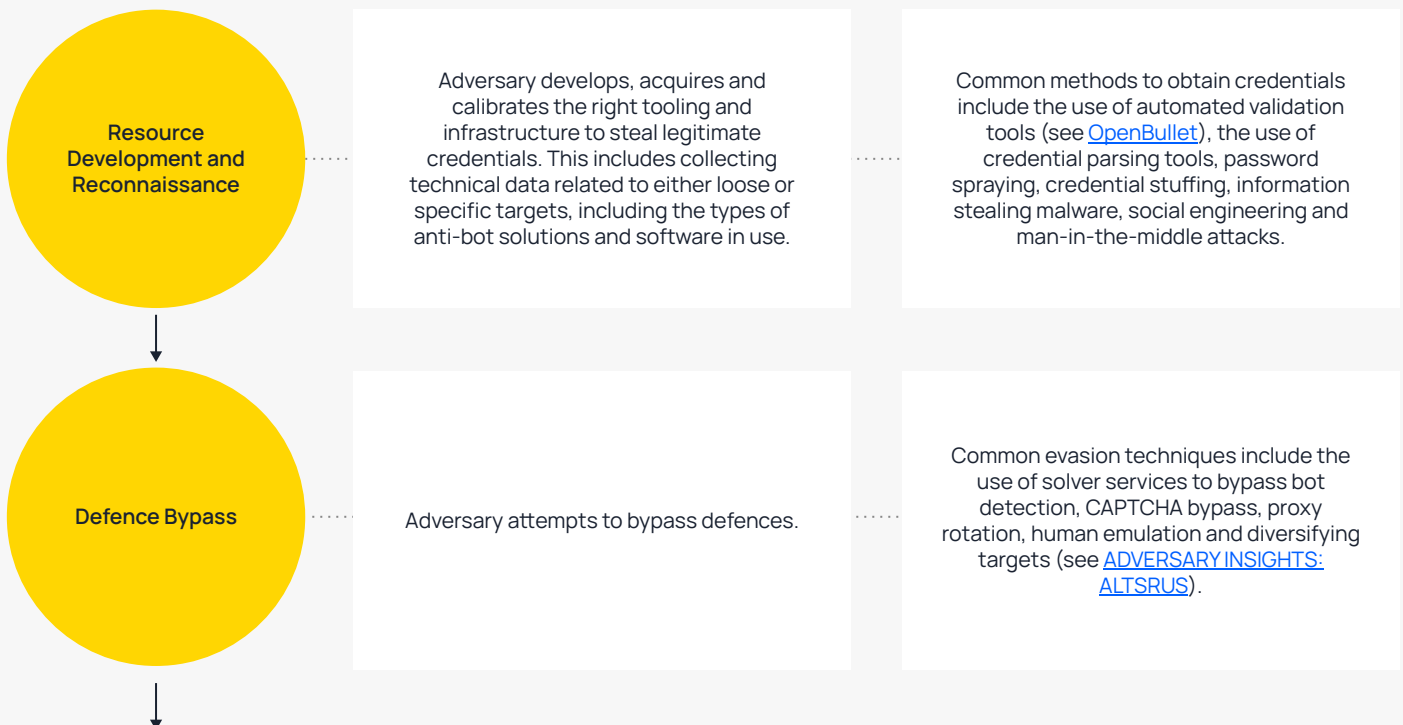 Resource
Development and
Reconnaissance
Adversary develops, acquires and
calibrates the right tooling and
infrastructure to steal legitimate
credentials. This includes collecting
technical data related to either loose or
specific targets, including the types of
anti-bot solutions and software in use.
Common methods to obtain credentials
include the use of automated validation
tools (see OpenBullet), the use of
credential parsing tools, password
spraying, credential stuffing, information
stealing malware, social engineering and
man-in-the-middle attacks.
Defence Bypass
Adversary attempts to bypass defences.
Common evasion techniques include the
use of solver services to bypass bot
detection, CAPTCHA bypass, proxy
rotation, human emulation and diversifying
targets (see ADVERSARY INSIGHTS:
ALTSRUS).